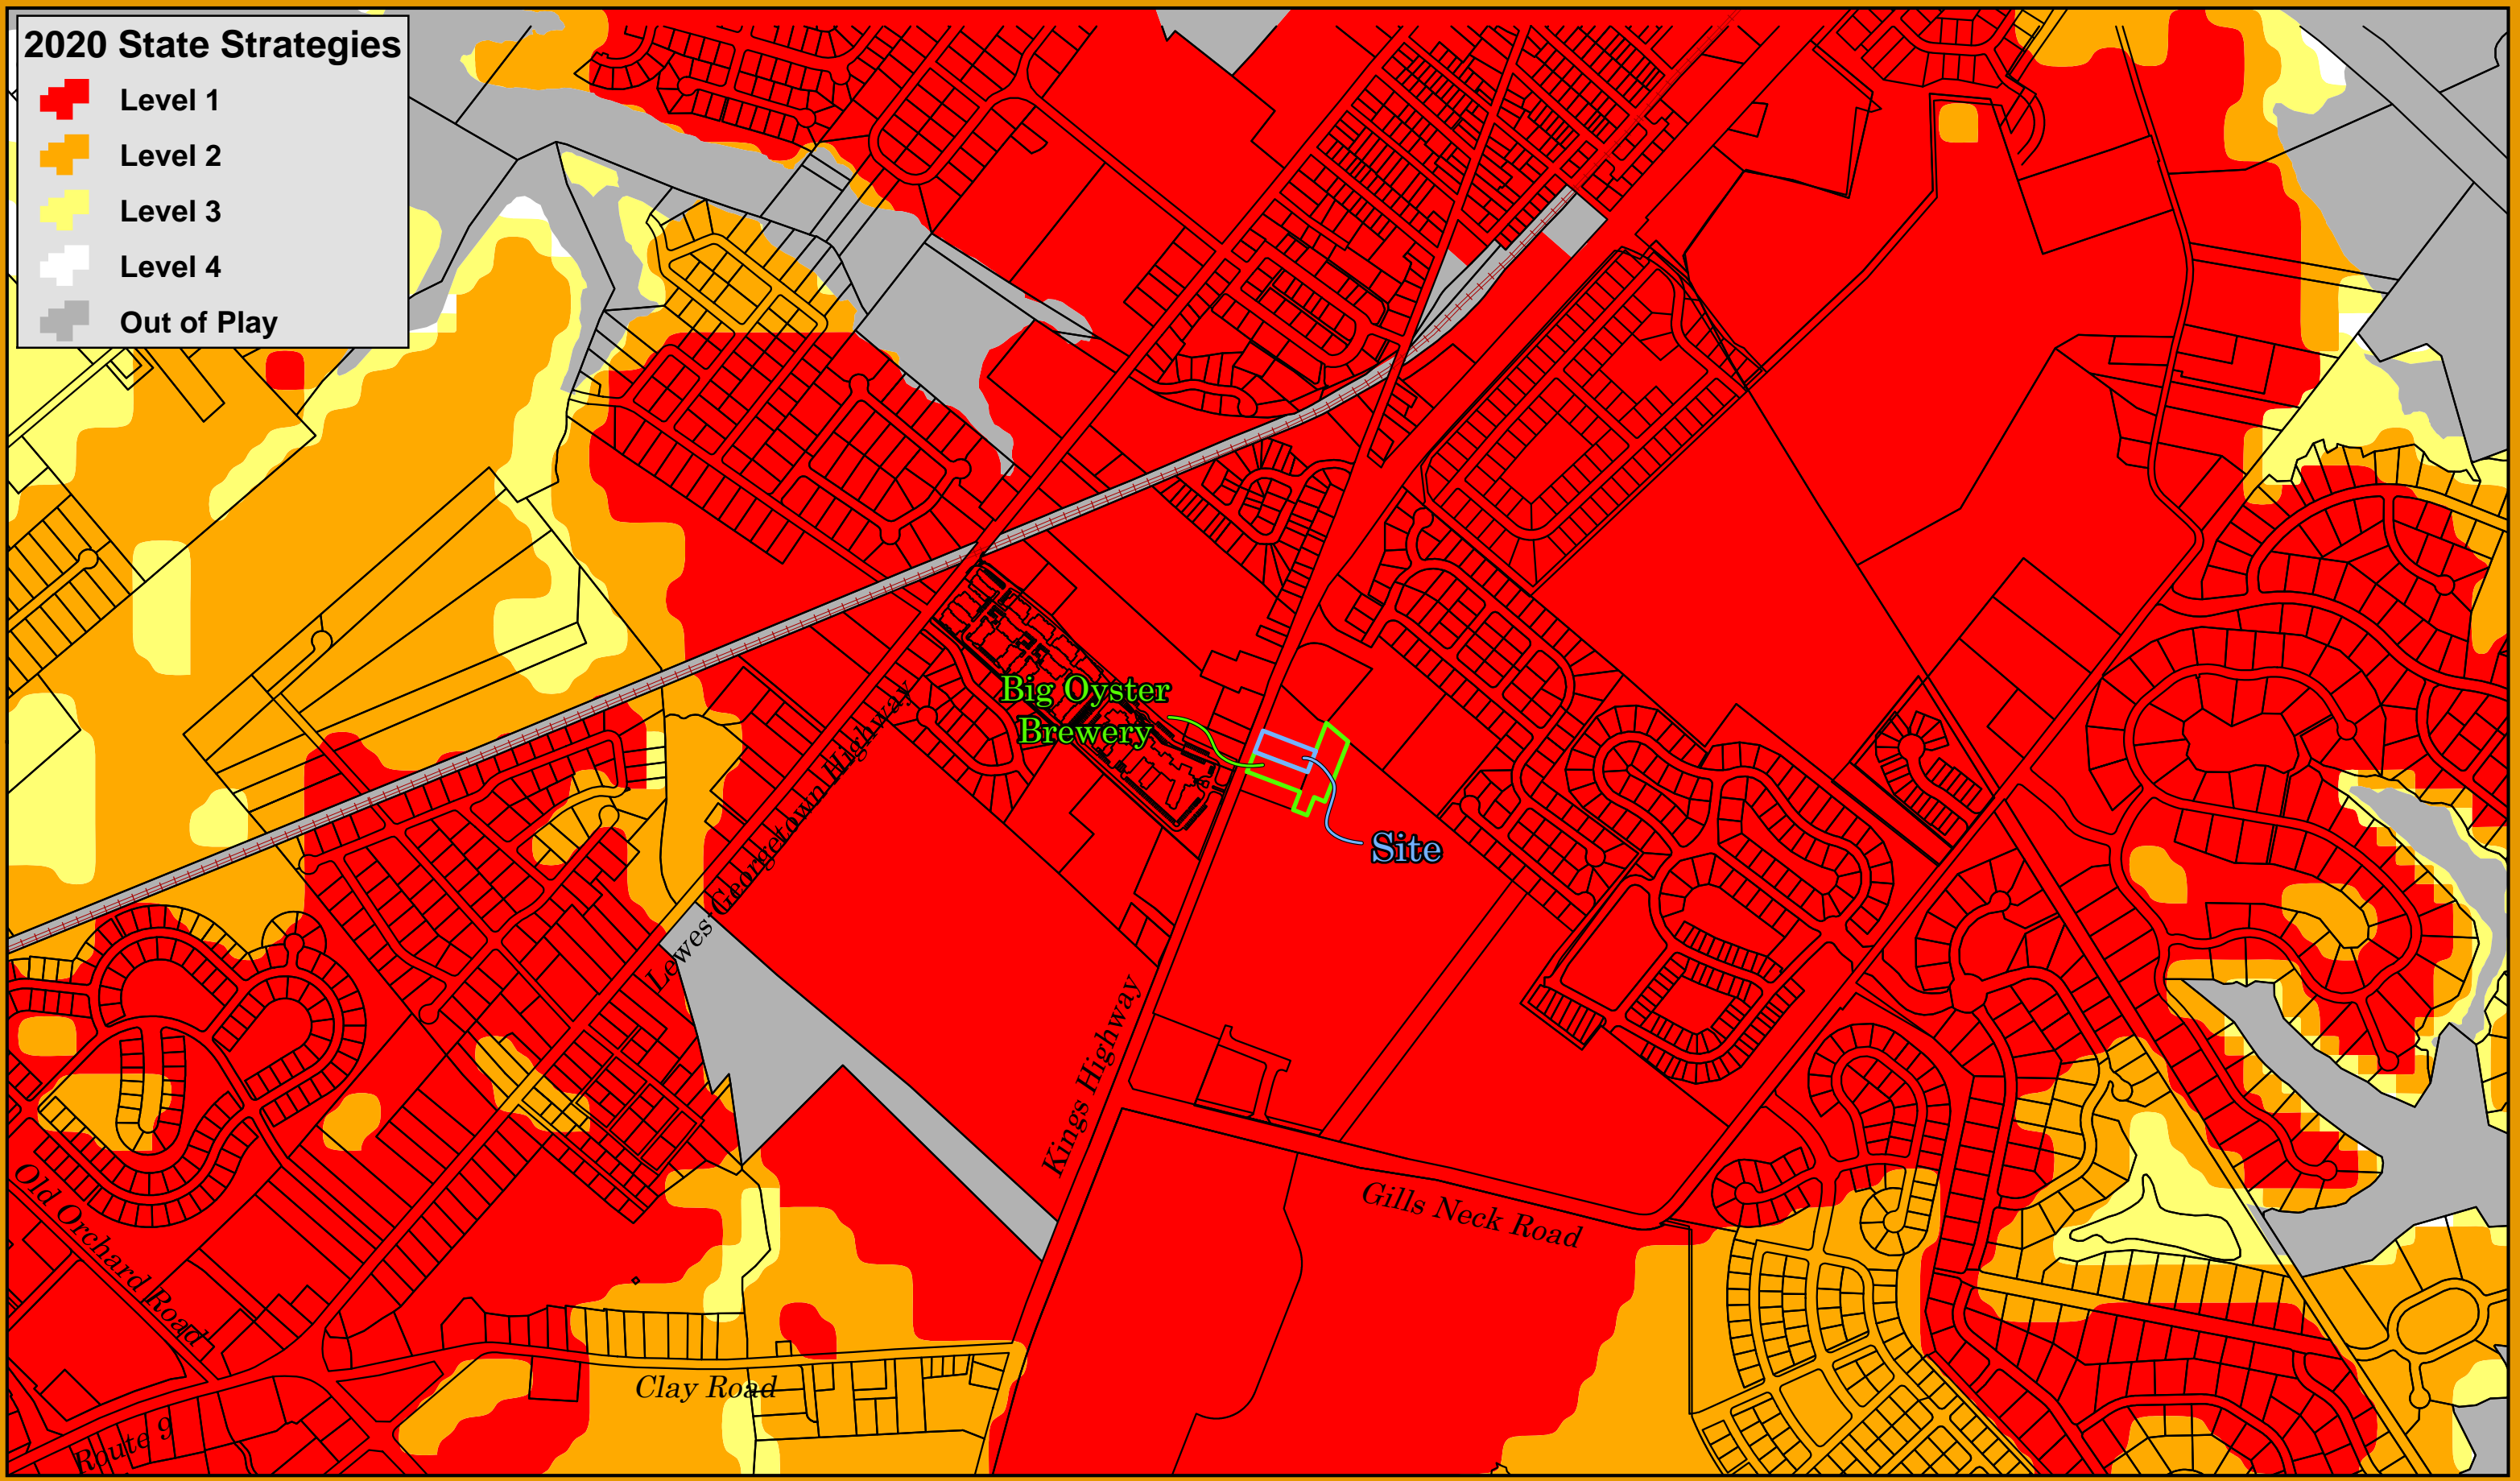 2020 State Strategies
Level 1
Level 2
Level 3
Level 4
Out of Play
Big Oyster
Brewery
Site
Lewes-Georgetown Highway
Kings Highway
Gills Neck Road
Old Orchard Road
Clay Road
Route 9